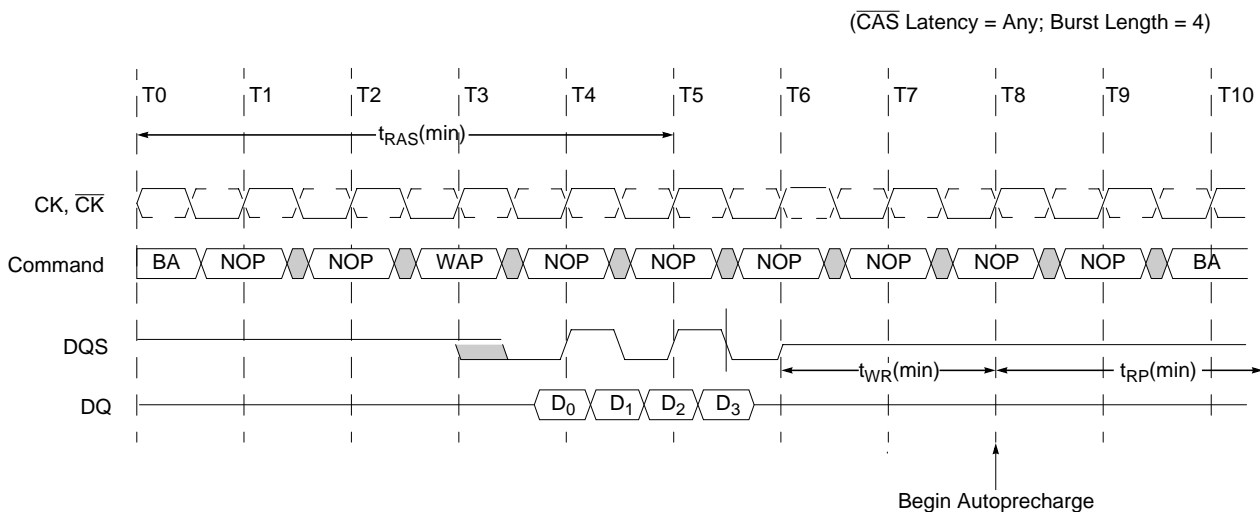 (CAS Latency = Any; Burst Length = 4)
T0 T1 T2 T3 T4 T5 T6 T7 T8 T9 T10
tRAS(min)
CK, CK
Command BA NOP NOP WAP NOP NOP NOP NOP NOP NOP BA
DQS
tWR(min) tRP(min)
DQ D0 D1 D2 D3
Begin Autoprecharge